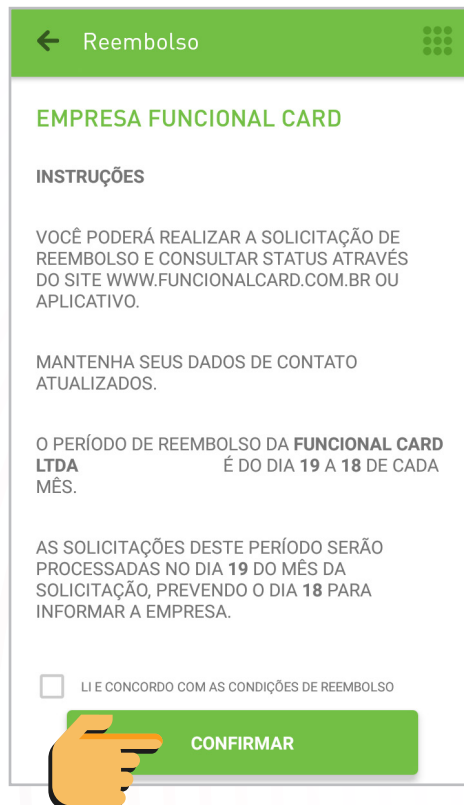 Reembolso
EMPRESA FUNCIONAL CARD
INSTRUÇÕES
VOCÊ PODERÁ REALIZAR A SOLICITAÇÃO DE
REEMBOLSO E CONSULTAR STATUS ATRAVÉS
DO SITE WWW.FUNCIONALCARD.COM.BR OU
APLICATIVO.
MANTENHA SEUS DADOS DE CONTATO
ATUALIZADOS.
O PERÍODO DE REEMBOLSO DA FUNCIONAL CARD
LTDA É DO DIA 19 A 18 DE CADA
MÊS.
AS SOLICITAÇÕES DESTE PERÍODO SERÃO
PROCESSADAS NO DIA 19 DO MÊS DA
SOLICITAÇÃO, PREVENDO O DIA 18 PARA
INFORMAR A EMPRESA.
LI E CONCORDO COM AS CONDIÇÕES DE REEMBOLSO
CONFIRMAR